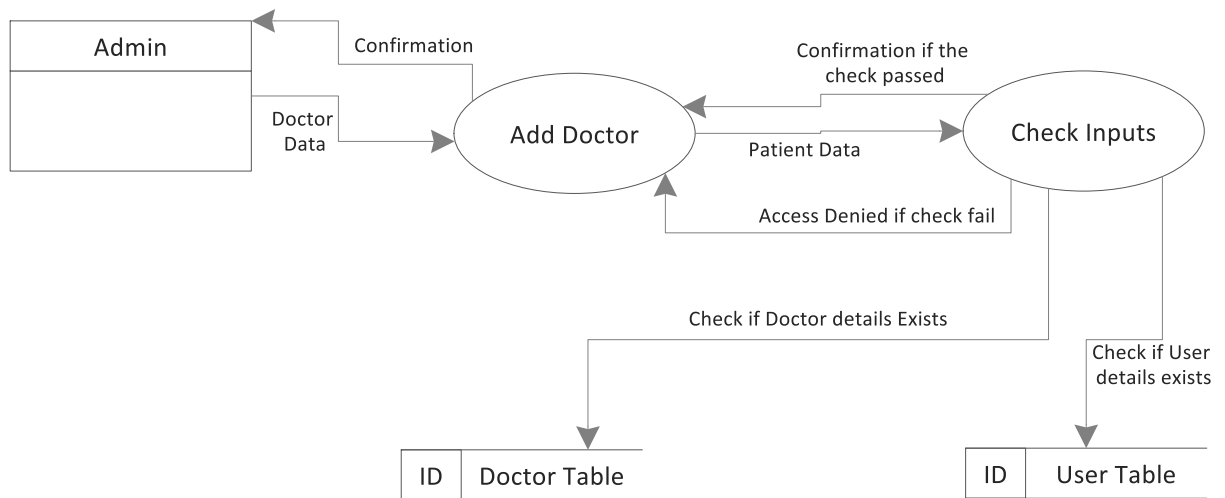 Admin
Confirmation
Doctor
Data
Add Doctor
Confirmation if the
check passed
Patient Data
Check Inputs
Access Denied if check fail
Check if Doctor details Exists
Check if User
details exists
ID Doctor Table
ID User Table